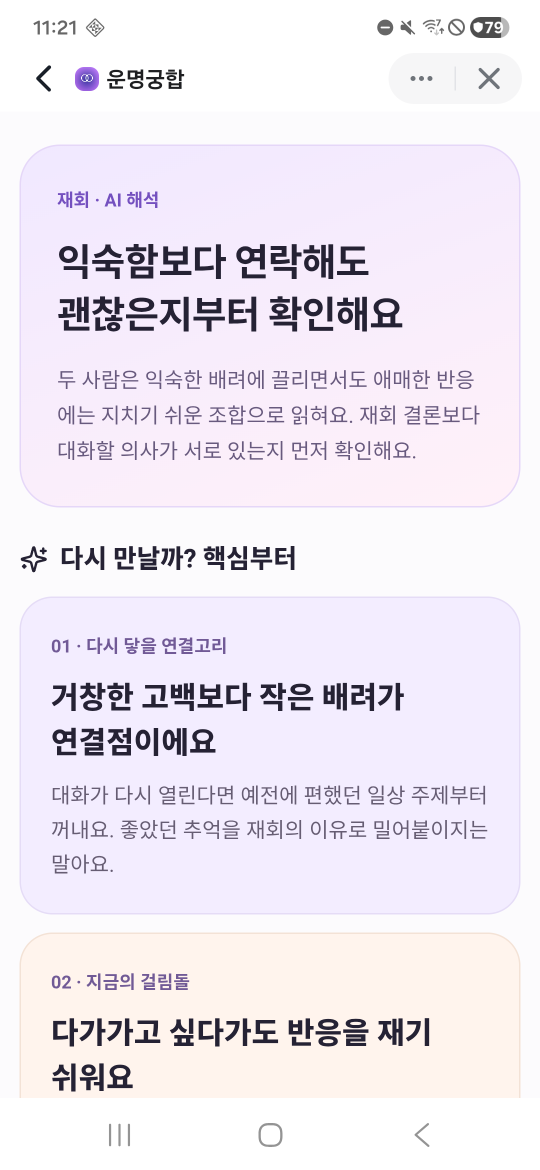 11:21
79
운명궁합
재회 · AI 해석
익숙함보다 연락해도
괜찮은지부터 확인해요
두 사람은 익숙한 배려에 끌리면서도 애매한 반응
에는 지치기 쉬운 조합으로 읽혀요. 재회 결론보다
대화할 의사가 서로 있는지 먼저 확인해요.
다시 만날까? 핵심부터
01 · 다시 닿을 연결고리
거창한 고백보다 작은 배려가
연결점이에요
대화가 다시 열린다면 예전에 편했던 일상 주제부터
꺼내요. 좋았던 추억을 재회의 이유로 밀어붙이지는
말아요.
02 · 지금의 걸림돌
다가가고 싶다가도 반응을 재기
쉬워요